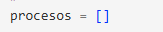 procesos = []